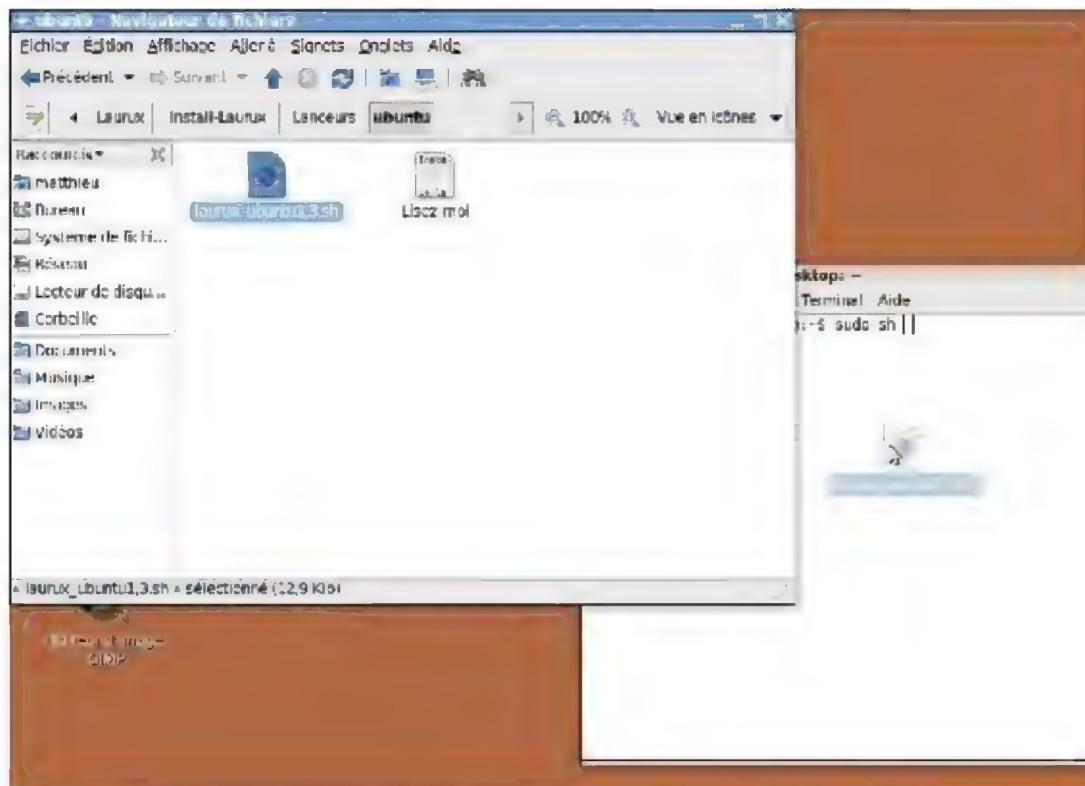 ubuntu - Navigateur de fichiers
Fichier Édition Affichage Aller à Signets Onglets Aide
Précédent Suivant
Laurux Install-Laurux Lanceurs ubuntu 100% Vue en icônes
Raccourcis
matthieu
Bureau
Système de fichi...
Réseau
Lecteur de disqu...
Corbeille
Documents
Musique
Images
Vidéos
laurux_ubuntu1,3.sh
Lisez moi
« laurux_ubuntu1,3.sh » sélectionné (12,9 Kio)
sktop: ~
Terminal Aide
:~$ sudo sh